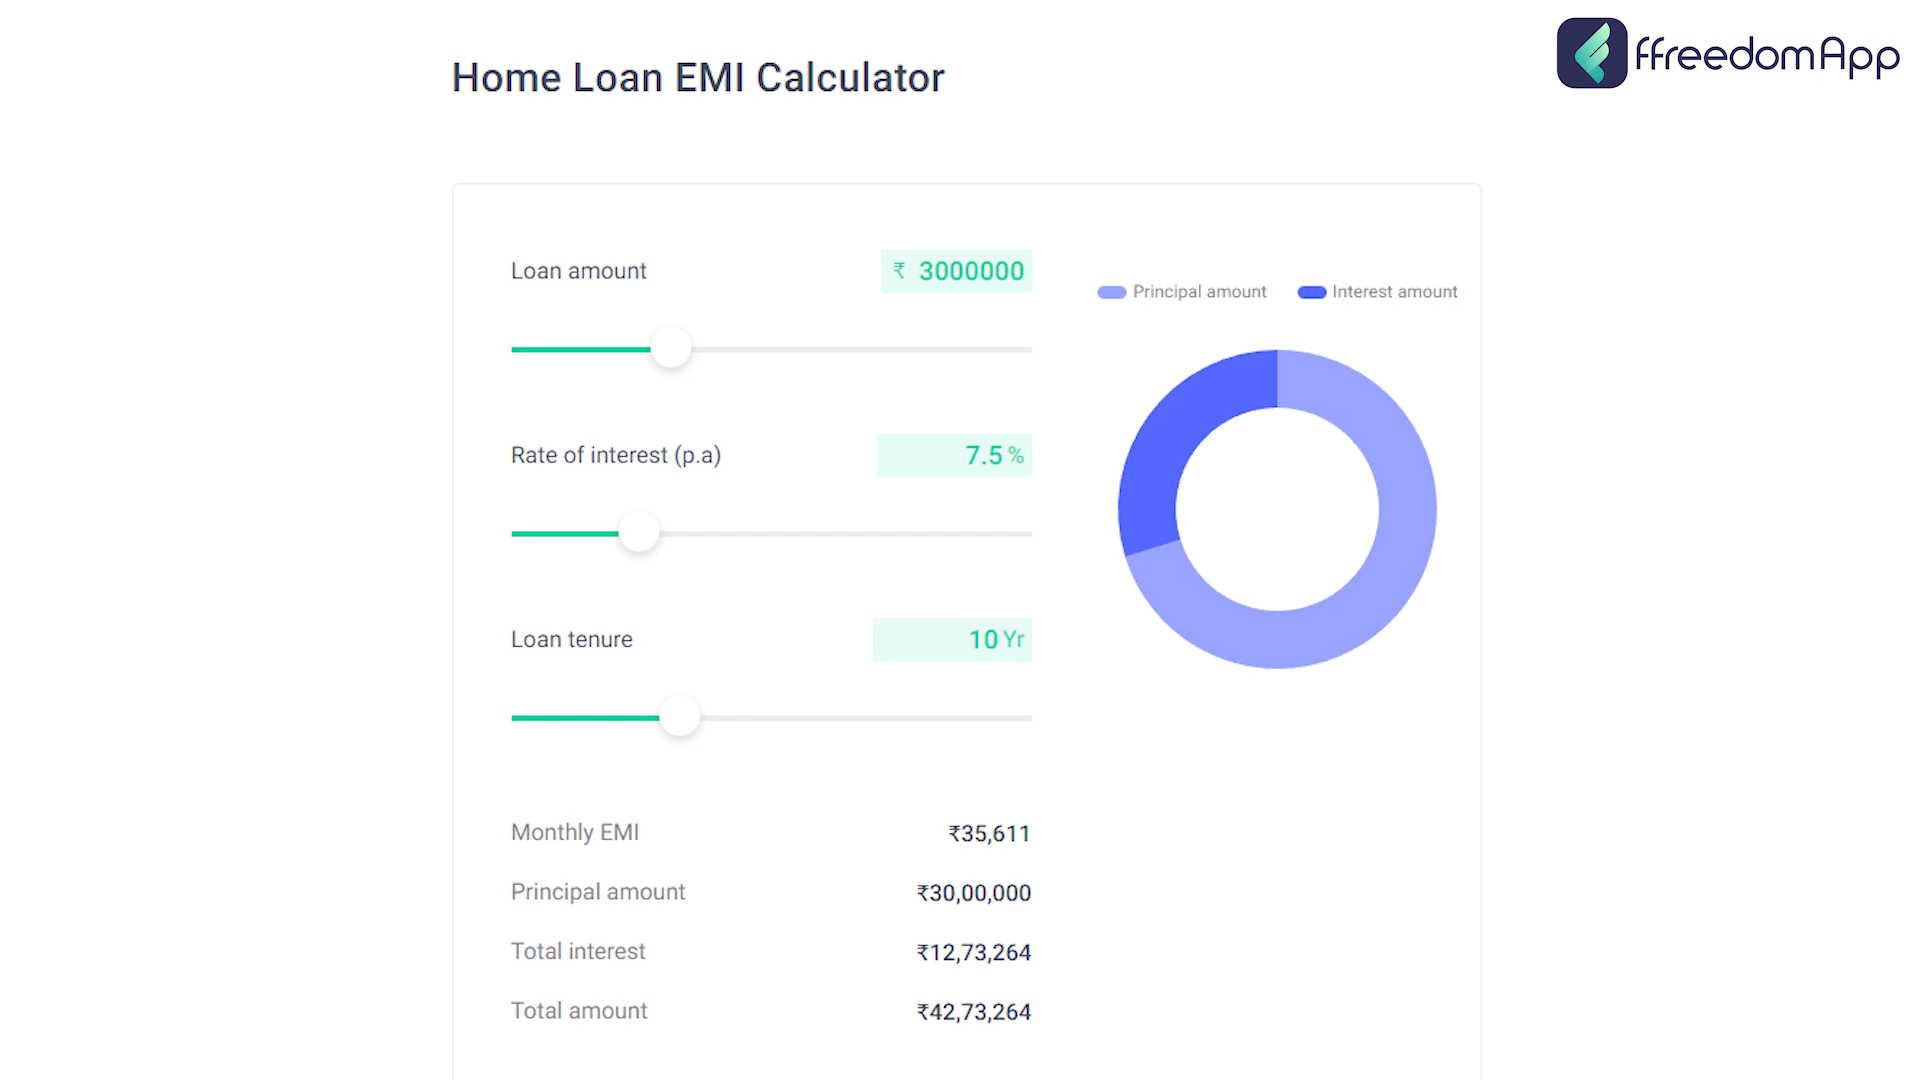 ffreedomApp
Home Loan EMI Calculator
Loan amount ₹ 3000000
Principal amount Interest amount
Rate of interest (p.a) 7.5 %
Loan tenure 10 Yr
Monthly EMI ₹35,611
Principal amount ₹30,00,000
Total interest ₹12,73,264
Total amount ₹42,73,264